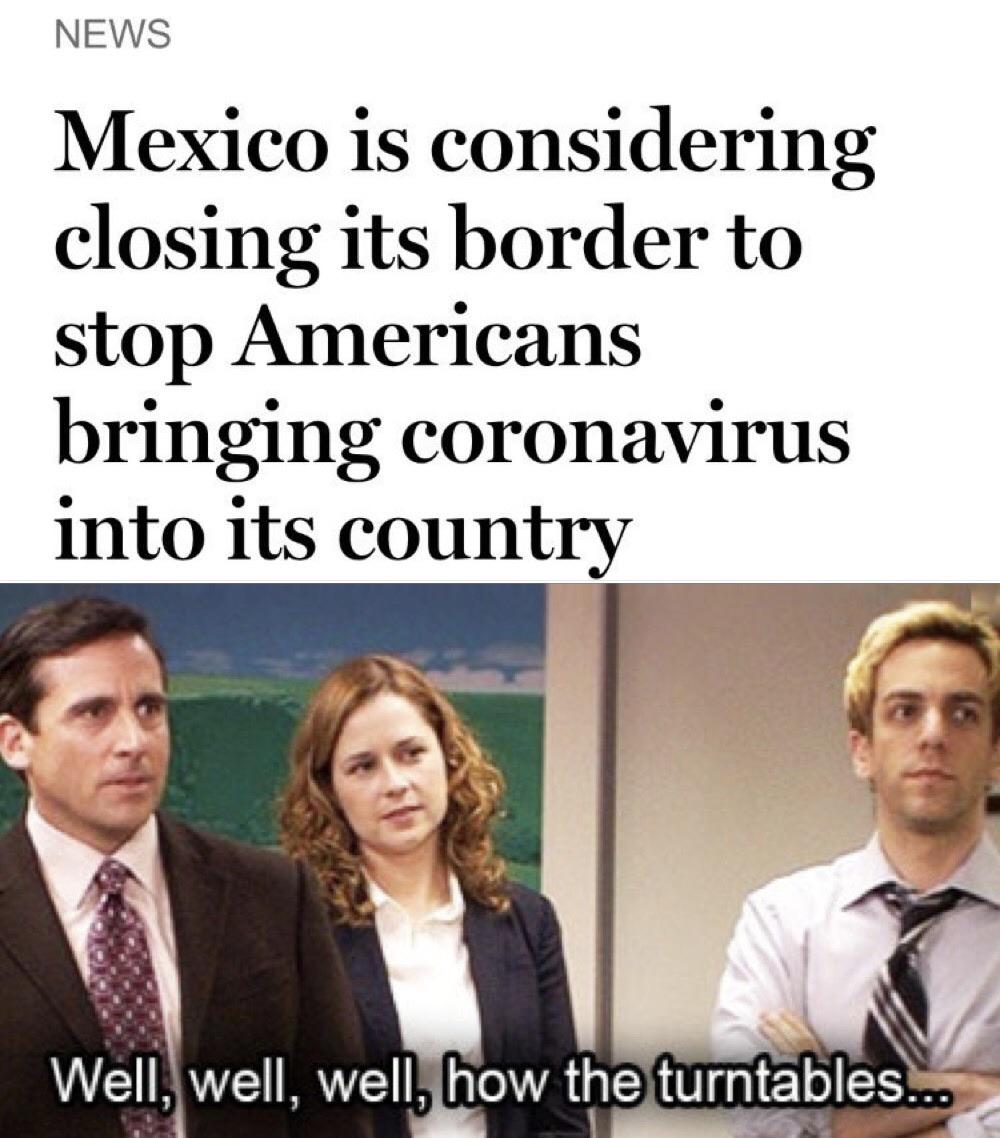 NEWS
Mexico is considering
closing its border to
stop Americans
bringing coronavirus
into its country
Well, well, well, how the turntables...